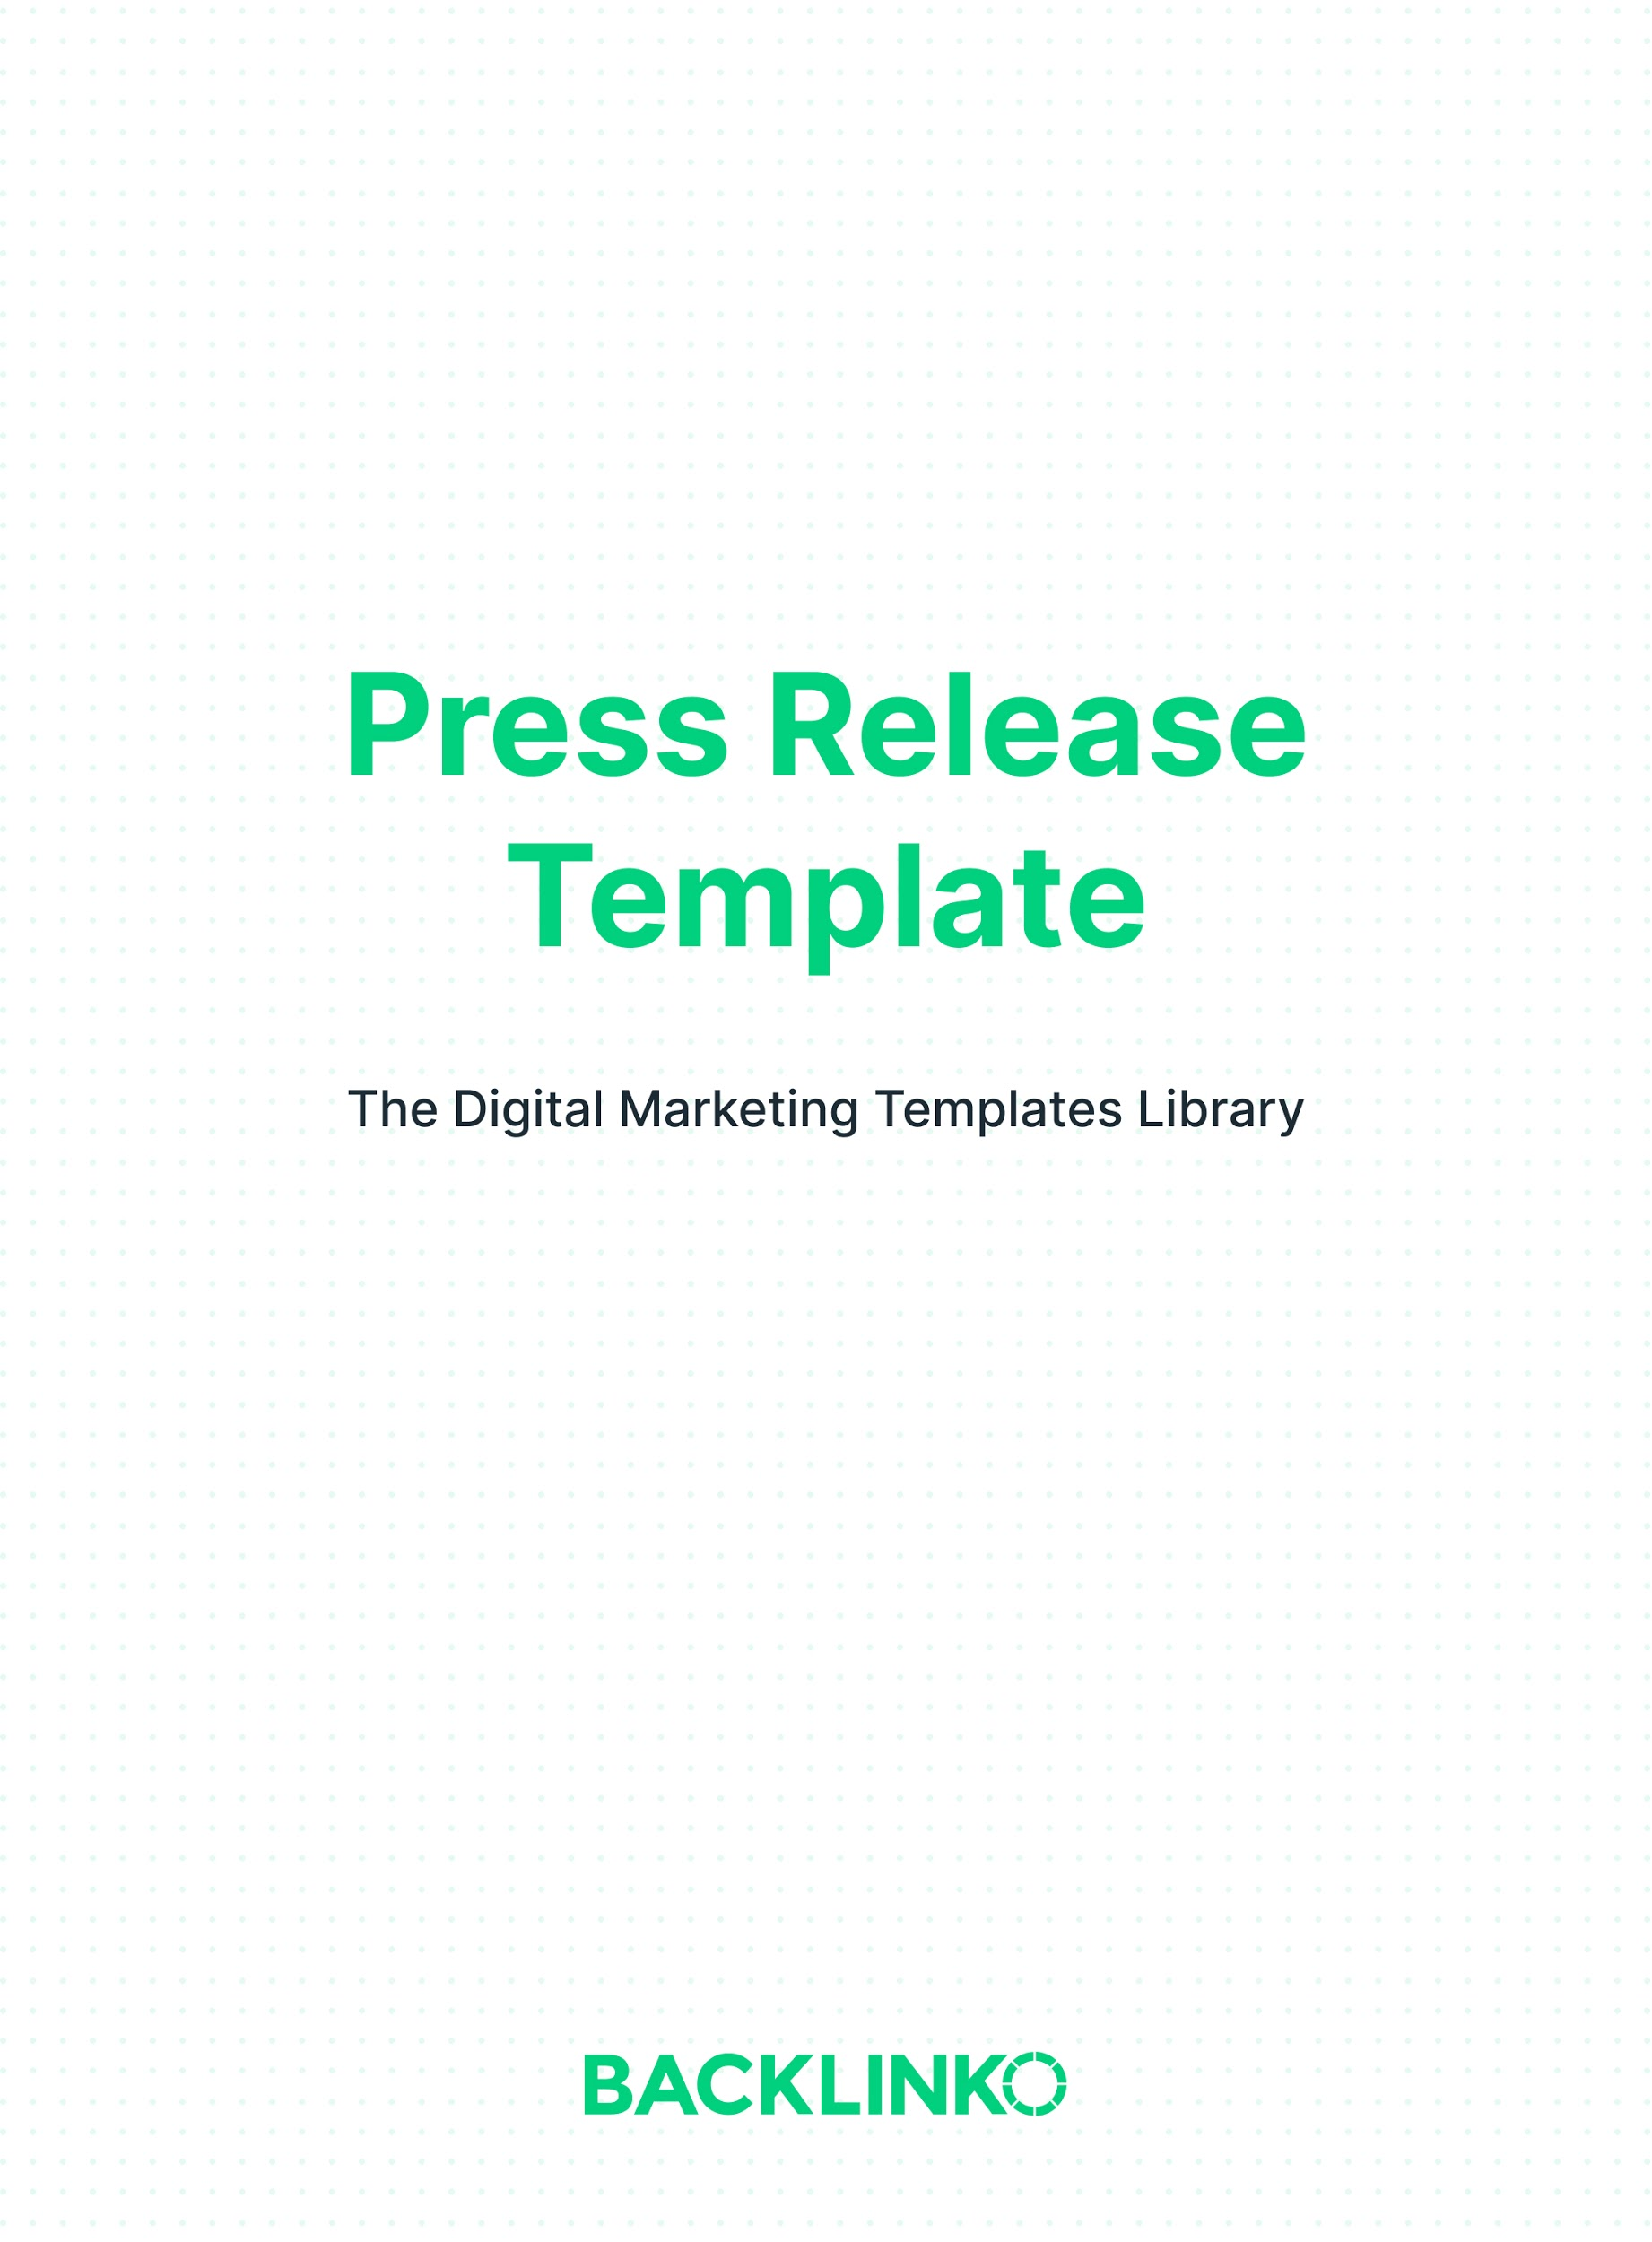 Press Release
Template
The Digital Marketing Templates Library
BACKLINKO